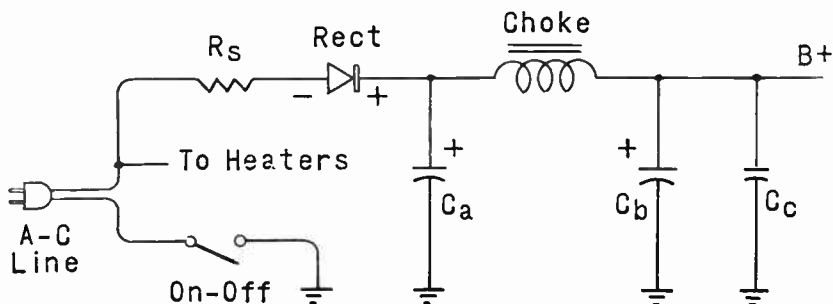 Choke
Rect
Rs
B+
- +
To Heaters
+
+
Ca
Cb
Cc
A-C
Line
On-Off